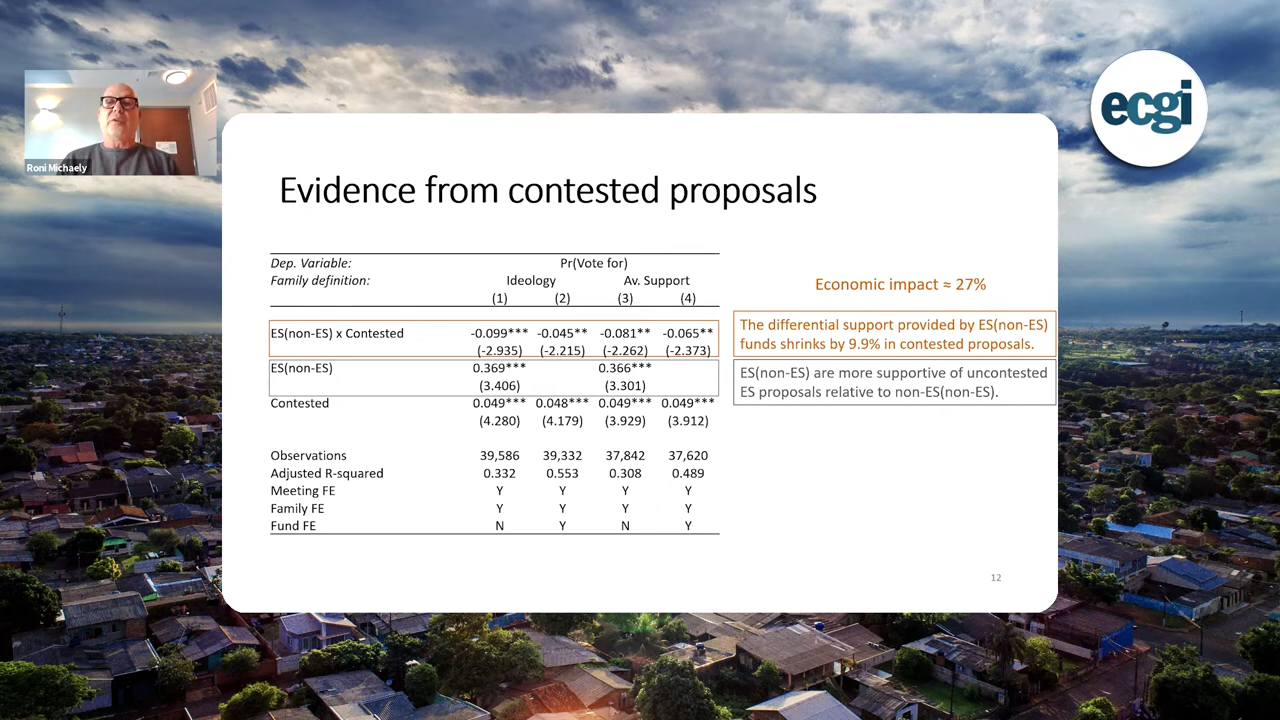 Roni Michaely
ecgi
Evidence from contested proposals
Dep. Variable: Pr(Vote for)
Family definition: Ideology Av. Support
(1) (2) (3) (4)
ES(non-ES) x Contested -0.099*** -0.045** -0.081** -0.065**
(-2.935) (-2.215) (-2.262) (-2.373)
ES(non-ES) 0.369*** 0.366***
(3.406) (3.301)
Contested 0.049*** 0.048*** 0.049*** 0.049***
(4.280) (4.179) (3.929) (3.912)
Observations 39,586 39,332 37,842 37,620
Adjusted R-squared 0.332 0.553 0.308 0.489
Meeting FE Y Y Y Y
Family FE Y Y Y Y
Fund FE N Y N Y
Economic impact ≈ 27%
The differential support provided by ES(non-ES)
funds shrinks by 9.9% in contested proposals.
ES(non-ES) are more supportive of uncontested
ES proposals relative to non-ES(non-ES).
12